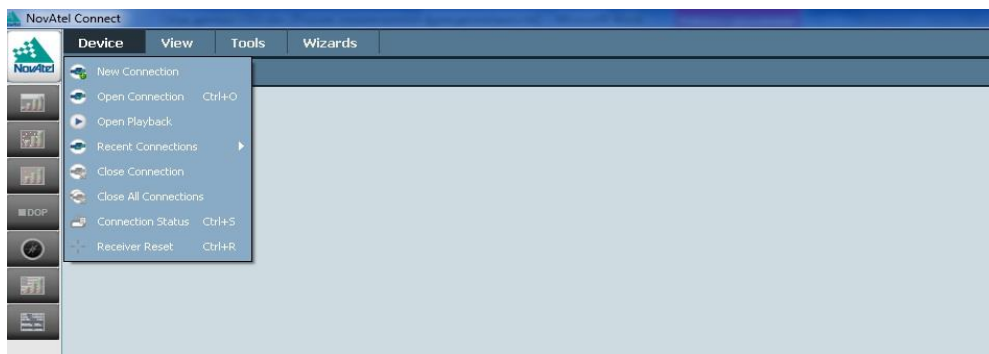 NovAtel Connect
NovAtel
Device View Tools Wizards
New Connection
Open Connection Ctrl+O
Open Playback
Recent Connections
Close Connection
Close All Connections
Connection Status Ctrl+S
Receiver Reset Ctrl+R
DOP